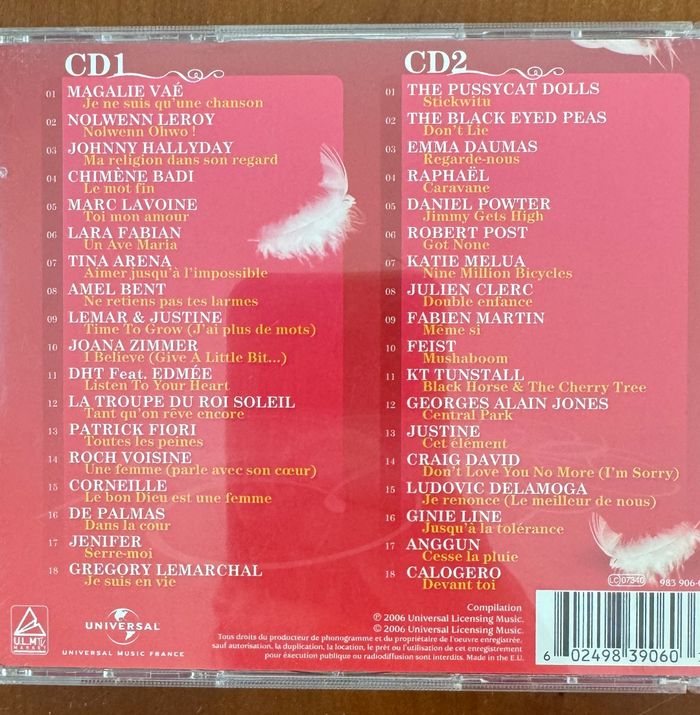 CD1
01 MAGALIE VAÉ
Je ne suis qu'une chanson
02 NOLWENN LEROY
Nolwenn Ohwo !
03 JOHNNY HALLYDAY
Ma religion dans son regard
04 CHIMÈNE BADI
Le mot fin
05 MARC LAVOINE
Toi mon amour
06 LARA FABIAN
Un Ave Maria
07 TINA ARENA
Aimer jusqu'à l'impossible
08 AMEL BENT
Ne retiens pas tes larmes
09 LEMAR & JUSTINE
Time To Grow (J'ai plus de mots)
10 JOANA ZIMMER
I Believe (Give A Little Bit...)
11 DHT Feat. EDMÉE
Listen To Your Heart
12 LA TROUPE DU ROI SOLEIL
Tant qu'on rêve encore
13 PATRICK FIORI
Toutes les peines
14 ROCH VOISINE
Une femme (parle avec son cœur)
15 CORNEILLE
Le bon Dieu est une femme
16 DE PALMAS
Dans la cour
17 JENIFER
Serre-moi
18 GREGORY LEMARCHAL
Je suis en vie
CD2
01 THE PUSSYCAT DOLLS
Stickwitu
02 THE BLACK EYED PEAS
Don't Lie
03 EMMA DAUMAS
Regarde-nous
04 RAPHAËL
Caravane
05 DANIEL POWTER
Jimmy Gets High
06 ROBERT POST
Got None
07 KATIE MELUA
Nine Million Bicycles
08 JULIEN CLERC
Double enfance
09 FABIEN MARTIN
Même si
10 FEIST
Mushaboom
11 KT TUNSTALL
Black Horse & The Cherry Tree
12 GEORGES ALAIN JONES
Central Park
13 JUSTINE
Cet élément
14 CRAIG DAVID
Don't Love You No More (I'm Sorry)
15 LUDOVIC DELAMOGA
Je renonce (Le meilleur de nous)
16 GINIE LINE
Jusqu'à la tolérance
17 ANGGUN
Cesse la pluie
18 CALOGERO
Devant toi
LC 07340
983 906
U.L.M
MARKET
UNIVERSAL
UNIVERSAL MUSIC FRANCE
Compilation
℗ 2006 Universal Licensing Music.
© 2006 Universal Licensing Music.
Tous droits du producteur de phonogramme et du propriétaire de l'oeuvre enregistrée.
sauf autorisation, la duplication, la location, le prêt ou l'utilisation de cet enregistrement
pour exécution publique ou radiodiffusion sont interdits. Made in the E.U.
6 02498 39060